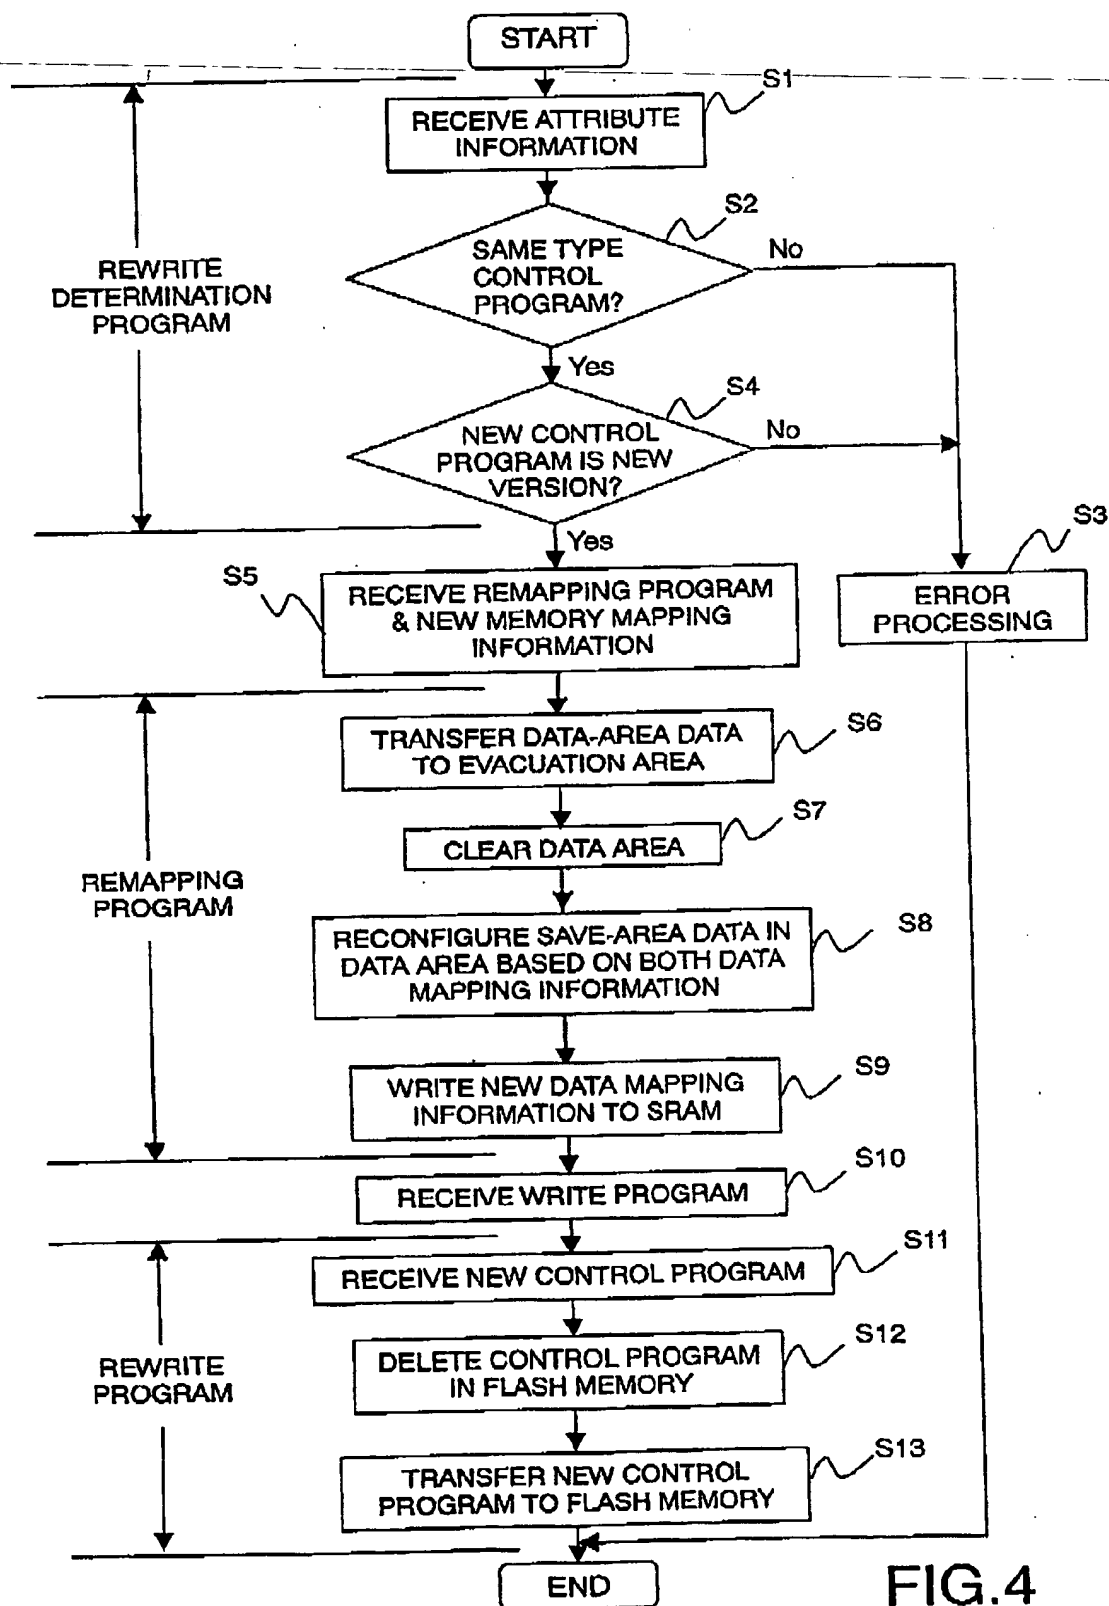 START
S1
RECEIVE ATTRIBUTE
INFORMATION
S2
SAME TYPE
CONTROL
PROGRAM?
No
REWRITE
DETERMINATION
PROGRAM
Yes
S4
NEW CONTROL
PROGRAM IS NEW
VERSION?
No
Yes
S3
ERROR
PROCESSING
S5
RECEIVE REMAPPING PROGRAM
& NEW MEMORY MAPPING
INFORMATION
S6
TRANSFER DATA-AREA DATA
TO EVACUATION AREA
S7
CLEAR DATA AREA
REMAPPING
PROGRAM
S8
RECONFIGURE SAVE-AREA DATA IN
DATA AREA BASED ON BOTH DATA
MAPPING INFORMATION
S9
WRITE NEW DATA MAPPING
INFORMATION TO SRAM
S10
RECEIVE WRITE PROGRAM
S11
RECEIVE NEW CONTROL PROGRAM
S12
DELETE CONTROL PROGRAM
IN FLASH MEMORY
REWRITE
PROGRAM
S13
TRANSFER NEW CONTROL
PROGRAM TO FLASH MEMORY
END
FIG.4